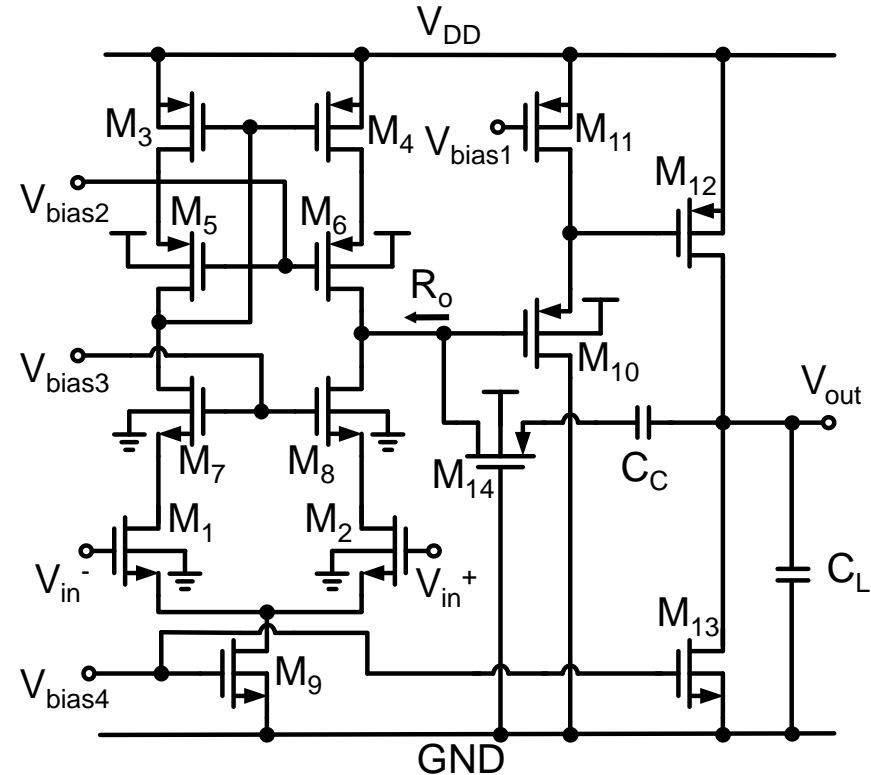 V_DD
M_3
M_4
V_bias1
M_11
M_12
V_bias2
M_5
M_6
R_o
M_10
V_bias3
V_out
M_7
M_8
M_14
C_C
M_1
M_2
V_in^-
V_in^+
C_L
M_13
V_bias4
M_9
GND